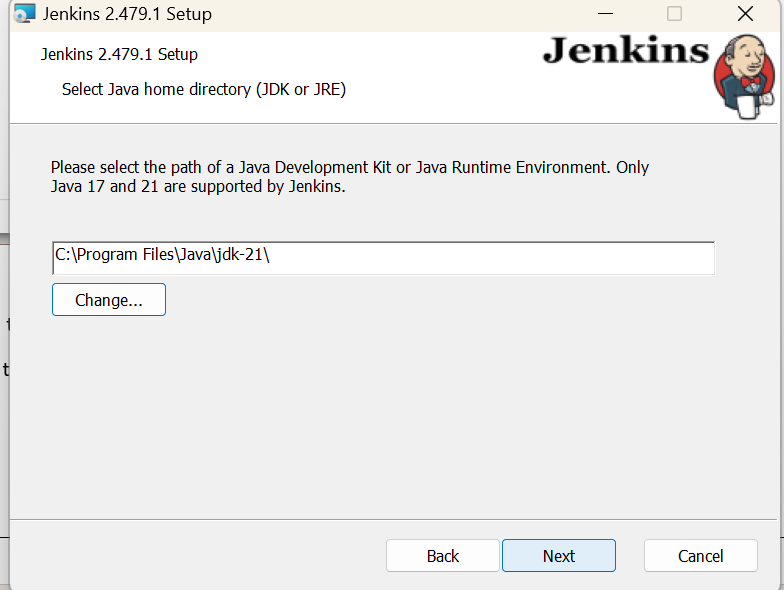 Jenkins 2.479.1 Setup
Jenkins 2.479.1 Setup
Jenkins
Select Java home directory (JDK or JRE)
Please select the path of a Java Development Kit or Java Runtime Environment. Only
Java 17 and 21 are supported by Jenkins.
C:\Program Files\Java\jdk-21\
Change...
t
t
Back
Next
Cancel